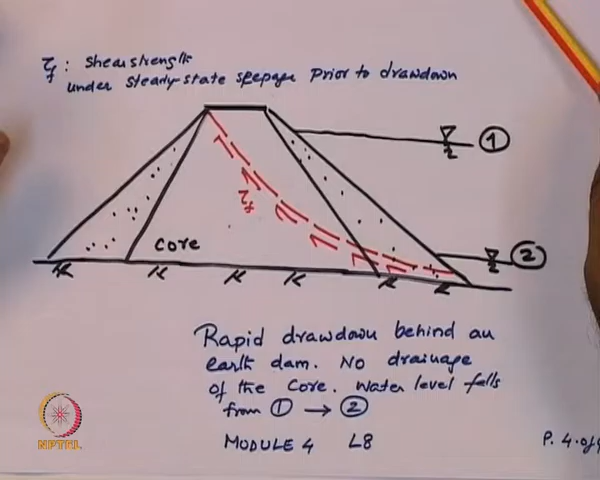 τf : Shear strength
under steady-state seepage prior to drawdown
1
τf
core
2
Rapid drawdown behind an
earth dam. No drainage
of the core. Water level falls
from 1 → 2
MODULE 4 L8
P. 4 of
NPTEL